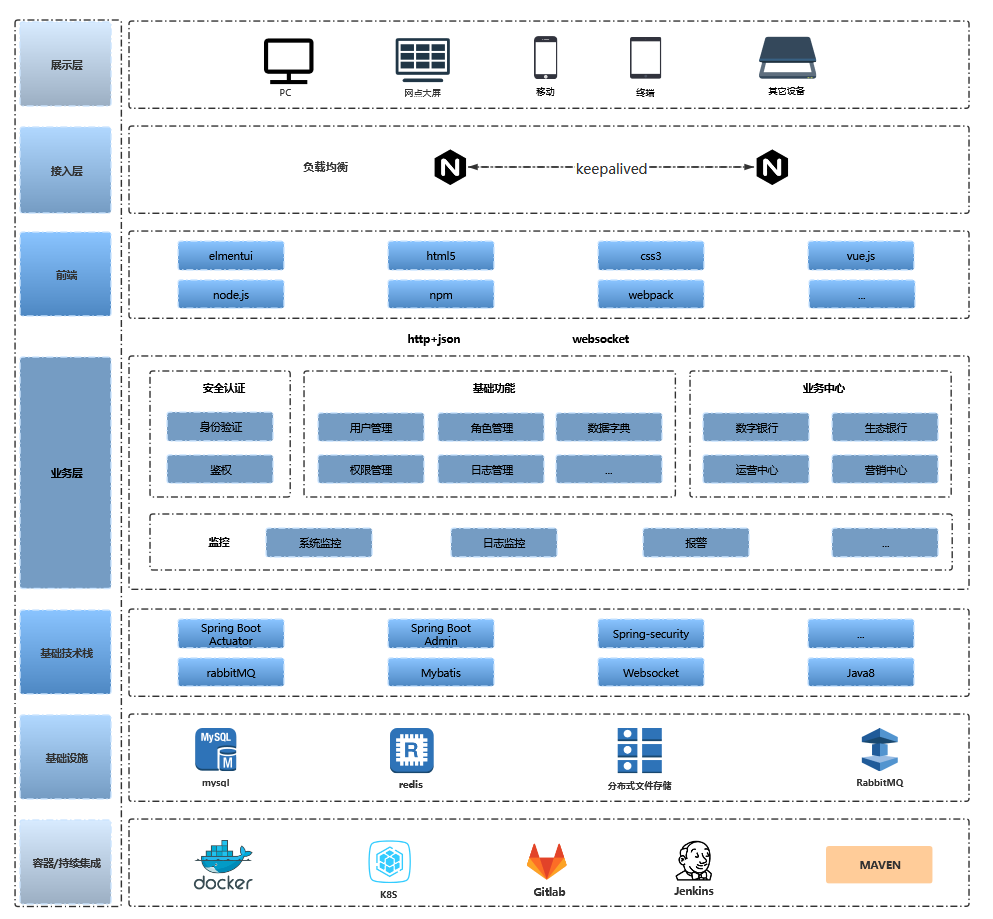 展示层
PC
网点大屏
移动
终端
其它设备
接入层
负载均衡
N
keepalived
N
前端
elmentui
html5
css3
vue.js
node.js
npm
webpack
...
http+json
websocket
业务层
安全认证
身份验证
鉴权
基础功能
用户管理
角色管理
数据字典
权限管理
日志管理
...
业务中心
数字银行
生态银行
运营中心
营销中心
监控
系统监控
日志监控
报警
...
基础技术栈
Spring Boot
Actuator
Spring Boot
Admin
Spring-security
...
rabbitMQ
Mybatis
Websocket
Java8
基础设施
MySQL
M
mysql
R
redis
分布式文件存储
RabbitMQ
容器/持续集成
docker
K8S
Gitlab
Jenkins
MAVEN